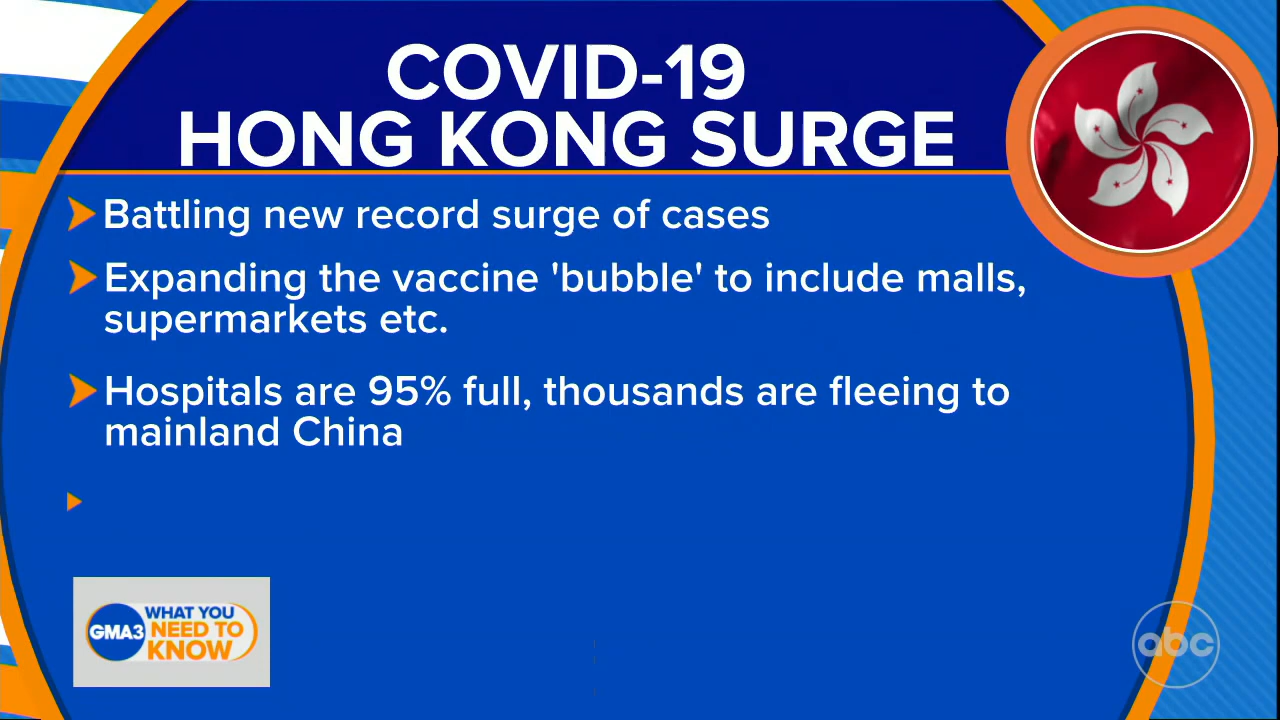 COVID-19
HONG KONG SURGE
Battling new record surge of cases
Expanding the vaccine 'bubble' to include malls,
supermarkets etc.
Hospitals are 95% full, thousands are fleeing to
mainland China
GMA3
WHAT YOU
NEED TO
KNOW
abc